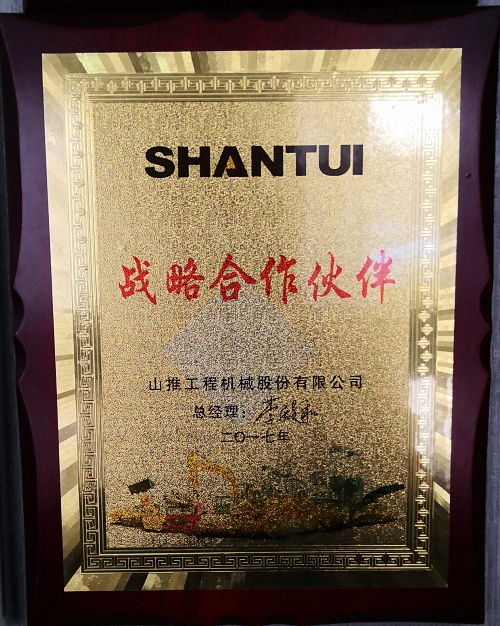 SHANTUI
战略合作伙伴
山推工程机械股份有限公司
总经理：
二〇一七年